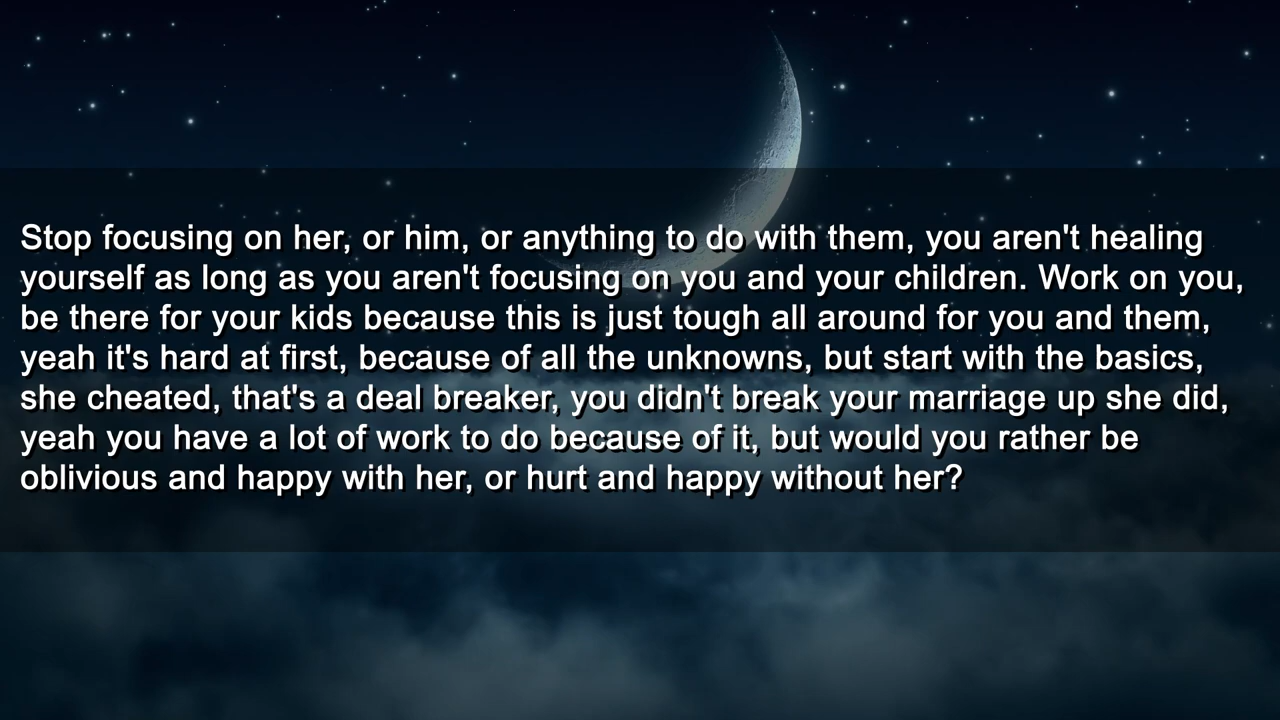 Stop focusing on her, or him, or anything to do with them, you aren't healing
yourself as long as you aren't focusing on you and your children. Work on you,
be there for your kids because this is just tough all around for you and them,
yeah it's hard at first, because of all the unknowns, but start with the basics,
she cheated, that's a deal breaker, you didn't break your marriage up she did,
yeah you have a lot of work to do because of it, but would you rather be
oblivious and happy with her, or hurt and happy without her?